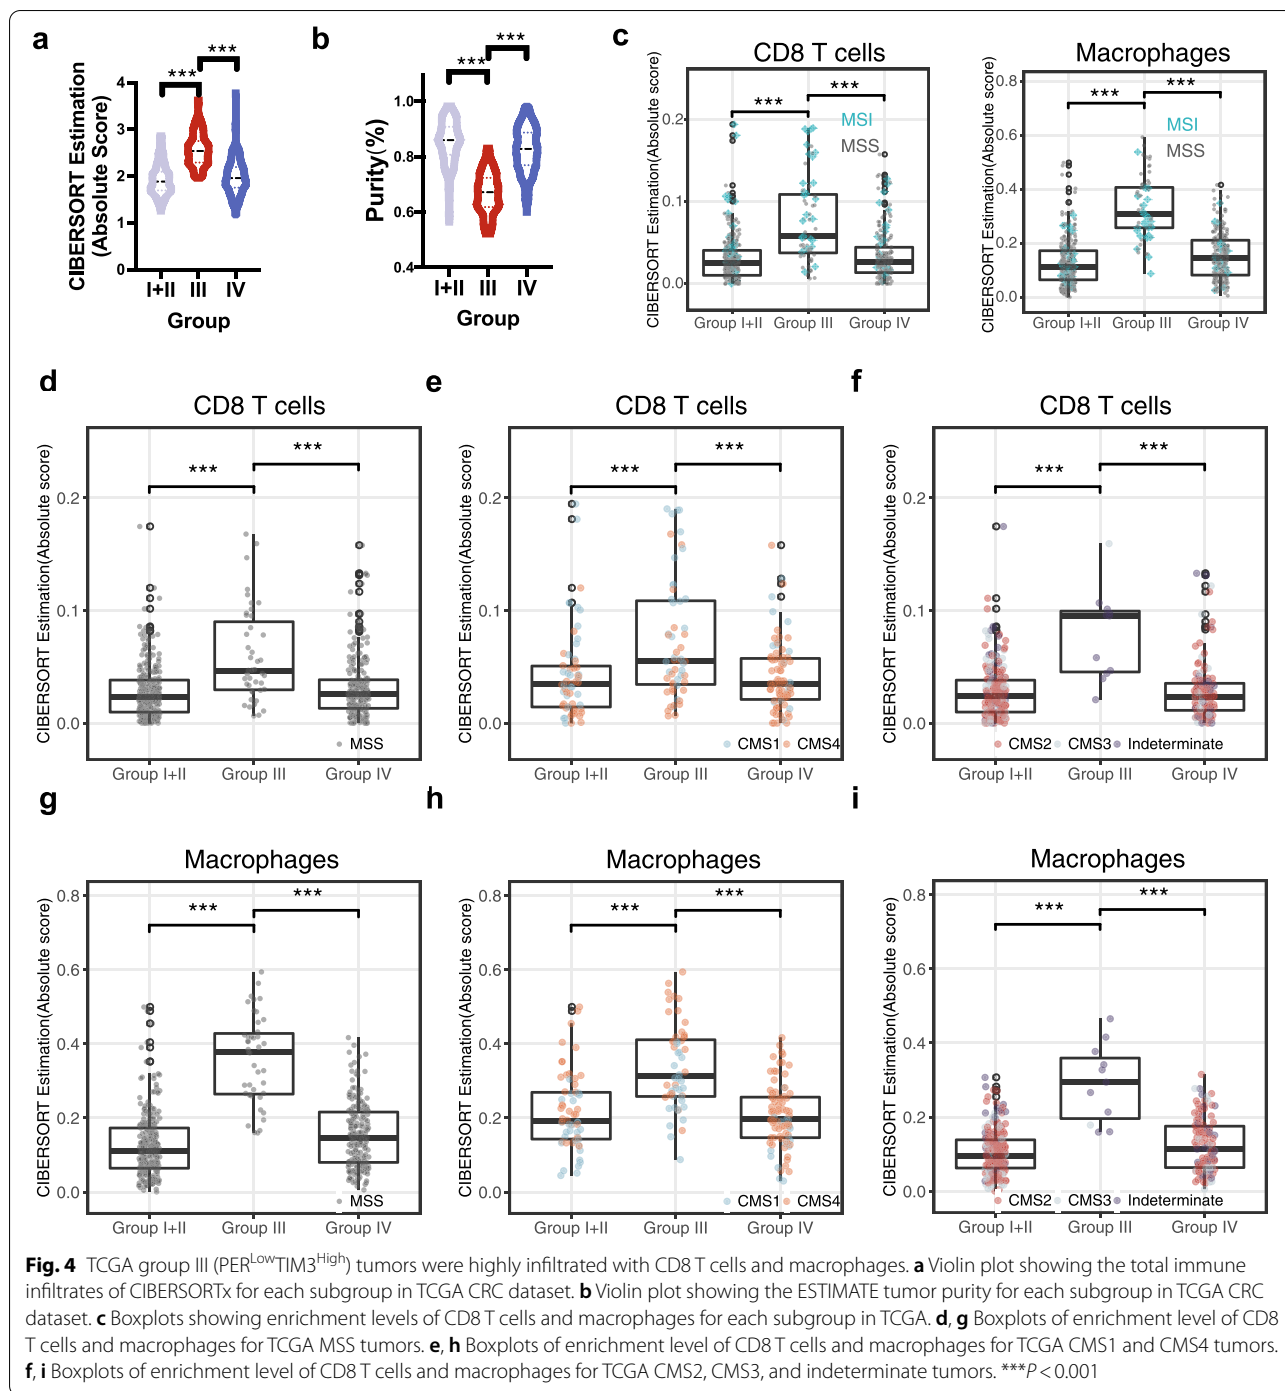 a
CIBERSORT Estimation
(Absolute Score)
4
3
2
1
0
***
***
I+II III IV
Group
b
Purity(%)
1.0
0.8
0.6
0.4
***
***
I+II III IV
Group
c
CD8 T cells
CIBERSORT Estimation(Absolute score)
0.2
0.1
0.0
***
***
MSI
MSS
Group I+II Group III Group IV
Macrophages
CIBERSORT Estimation(Absolute score)
0.8
0.6
0.4
0.2
0.0
***
***
MSI
MSS
Group I+II Group III Group IV
d
CD8 T cells
CIBERSORT Estimation(Absolute score)
0.2
0.1
0.0
***
***
MSS
Group I+II Group III Group IV
e
CD8 T cells
CIBERSORT Estimation(Absolute score)
0.2
0.1
0.0
***
***
CMS1 CMS4
Group I+II Group III Group IV
f
CD8 T cells
CIBERSORT Estimation(Absolute score)
0.2
0.1
0.0
***
***
CMS2 CMS3 Indeterminate
Group I+II Group III Group IV
g
Macrophages
CIBERSORT Estimation(Absolute score)
0.8
0.6
0.4
0.2
0.0
***
***
MSS
Group I+II Group III Group IV
h
Macrophages
CIBERSORT Estimation(Absolute score)
0.8
0.6
0.4
0.2
0.0
***
***
CMS1 CMS4
Group I+II Group III Group IV
i
Macrophages
CIBERSORT Estimation(Absolute score)
0.8
0.6
0.4
0.2
0.0
***
***
CMS2 CMS3 Indeterminate
Group I+II Group III Group IV
Fig. 4 TCGA group III (PERLowTIM3High) tumors were highly infiltrated with CD8 T cells and macrophages. a Violin plot showing the total immune
infiltrates of CIBERSORTx for each subgroup in TCGA CRC dataset. b Violin plot showing the ESTIMATE tumor purity for each subgroup in TCGA CRC
dataset. c Boxplots showing enrichment levels of CD8 T cells and macrophages for each subgroup in TCGA. d, g Boxplots of enrichment level of CD8
T cells and macrophages for TCGA MSS tumors. e, h Boxplots of enrichment level of CD8 T cells and macrophages for TCGA CMS1 and CMS4 tumors.
f, i Boxplots of enrichment level of CD8 T cells and macrophages for TCGA CMS2, CMS3, and indeterminate tumors. ***P < 0.001